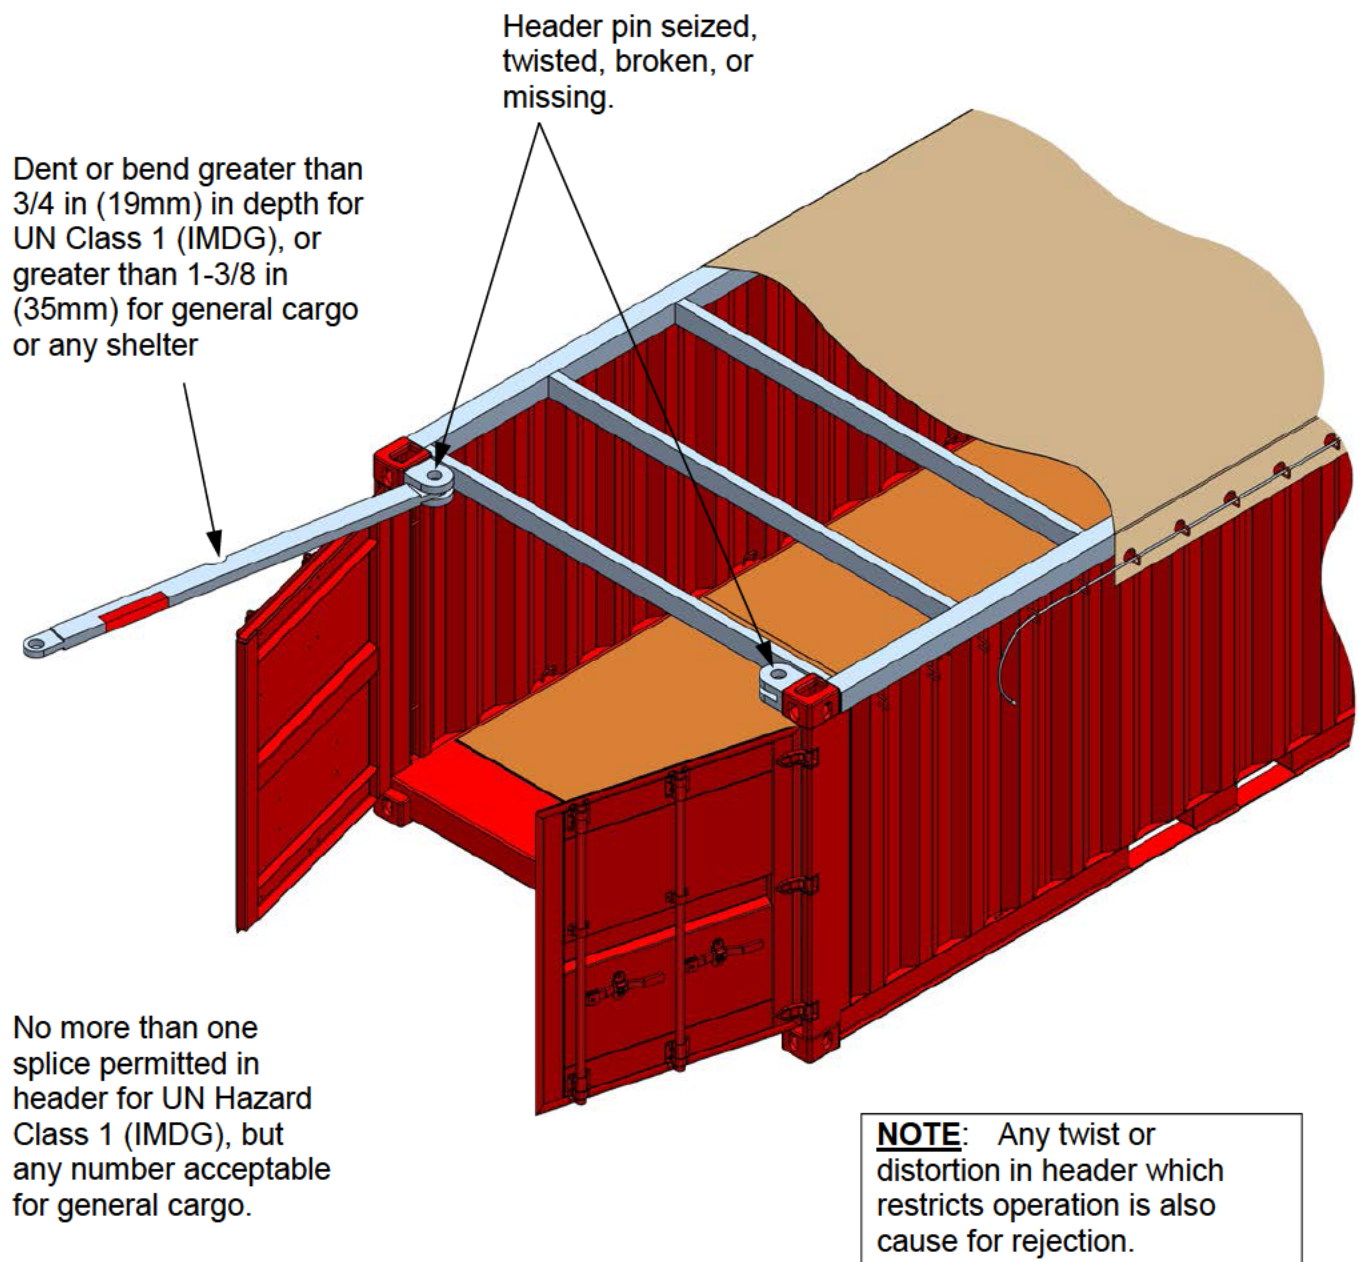 Header pin seized,
twisted, broken, or
missing.
Dent or bend greater than
3/4 in (19mm) in depth for
UN Class 1 (IMDG), or
greater than 1-3/8 in
(35mm) for general cargo
or any shelter
No more than one
splice permitted in
header for UN Hazard
Class 1 (IMDG), but
any number acceptable
for general cargo.
NOTE: Any twist or
distortion in header which
restricts operation is also
cause for rejection.